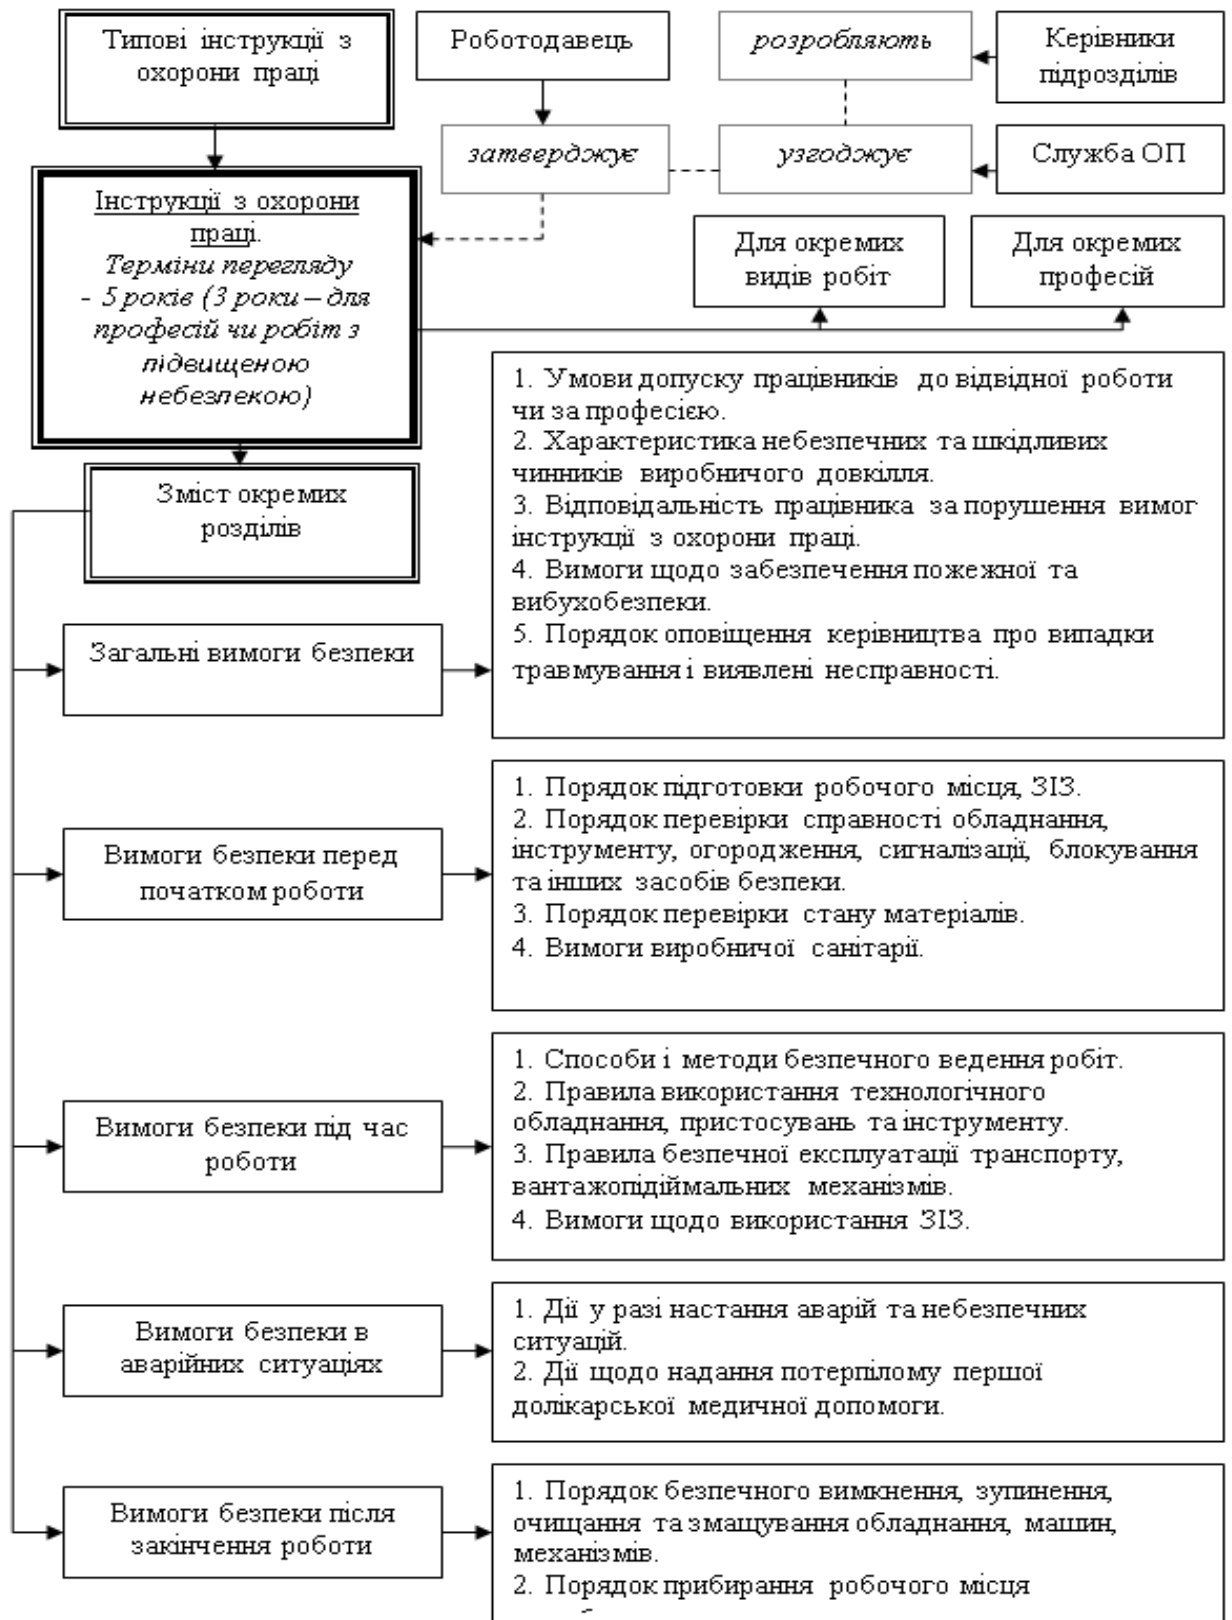 Типові інструкції з
охорони праці
Роботодавець
розробляють
Керівники
підрозділів
затверджує
узгоджує
Служба ОП
Інструкції з охорони
праці.
Терміни перегляду
- 5 років (3 роки – для
професій чи робіт з
підвищеною
небезпекою)
Для окремих
видів робіт
Для окремих
професій
Зміст окремих
розділів
1. Умови допуску працівників до відвідної роботи
чи за професією.
2. Характеристика небезпечних та шкідливих
чинників виробничого довкілля.
3. Відповідальність працівника за порушення вимог
інструкції з охорони праці.
4. Вимоги щодо забезпечення пожежної та
вибухобезпеки.
5. Порядок оповіщення керівництва про випадки
травмування і виявлені несправності.
Загальні вимоги безпеки
Вимоги безпеки перед
початком роботи
1. Порядок підготовки робочого місця, ЗІЗ.
2. Порядок перевірки справності обладнання,
інструменту, огородження, сигналізації, блокування
та інших засобів безпеки.
3. Порядок перевірки стану матеріалів.
4. Вимоги виробничої санітарії.
Вимоги безпеки під час
роботи
1. Способи і методи безпечного ведення робіт.
2. Правила використання технологічного
обладнання, пристосувань та інструменту.
3. Правила безпечної експлуатації транспорту,
вантажопідіймальних механізмів.
4. Вимоги щодо використання ЗІЗ.
Вимоги безпеки в
аварійних ситуаціях
1. Дії у разі настання аварій та небезпечних
ситуацій.
2. Дії щодо надання потерпілому першої
долікарської медичної допомоги.
Вимоги безпеки після
закінчення роботи
1. Порядок безпечного вимкнення, зупинення,
очищання та змащування обладнання, машин,
механізмів.
2. Порядок прибирання робочого місця